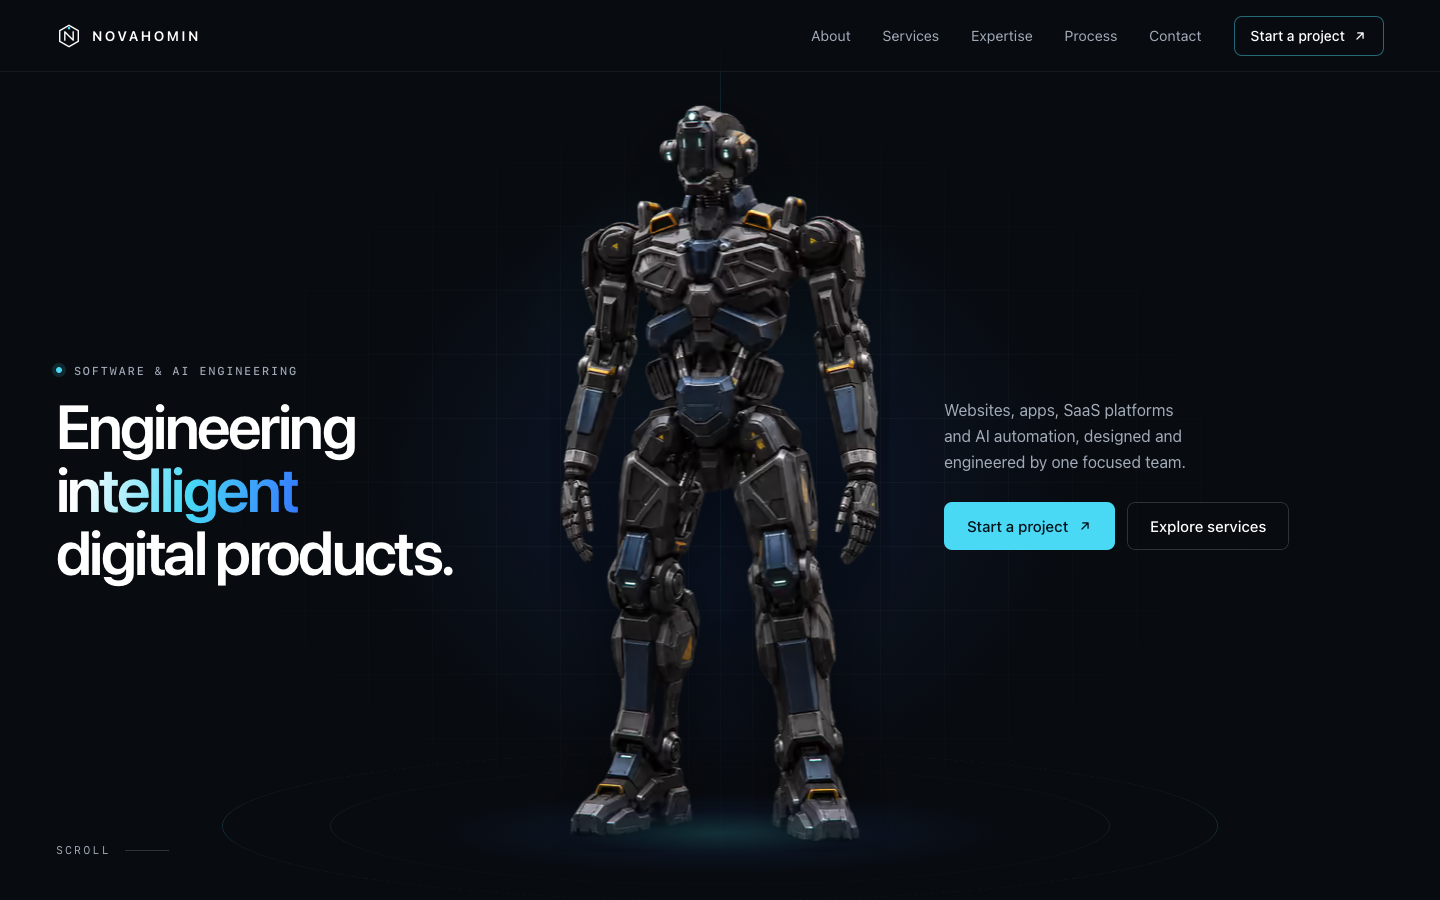 NOVAHOMIN
About
Services
Expertise
Process
Contact
Start a project
SOFTWARE & AI ENGINEERING
Engineering
intelligent
digital products.
Websites, apps, SaaS platforms
and AI automation, designed and
engineered by one focused team.
Start a project
Explore services
SCROLL